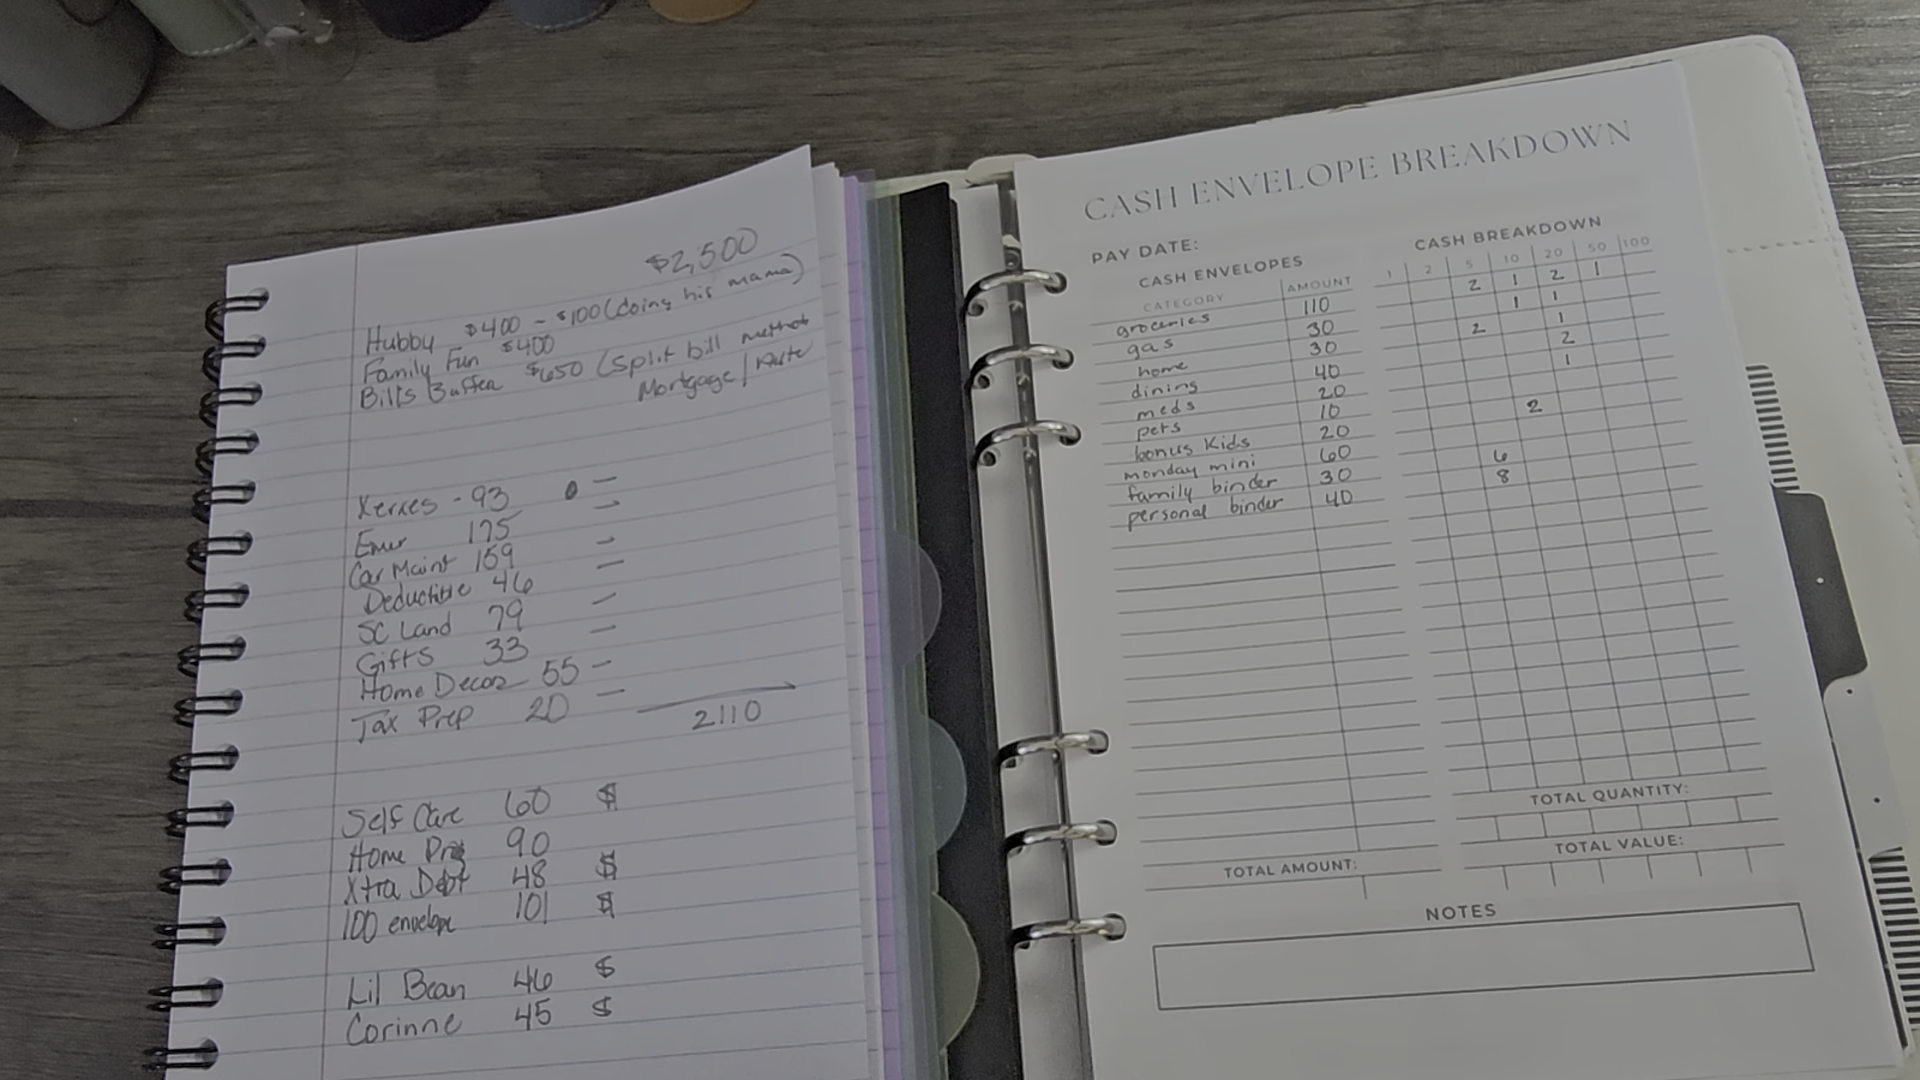 $2,500
Hubby $400 - $100 (doing his mama)
Family Fun $400
Bills Buffer $650 (Split bill method
Mortgage/
Xerxes - 93 -
Emer 175 -
Car Maint 159 -
Deductible 46 -
SC Land 79 -
Gifts 33 -
Home Decor 55 -
Tax Prep 20 -
2110
Self Care 60 $
Home Proj 90
Xtra Debt 48 $
100 envelope 101 $
Lil Bean 46 $
Corinne 45 $
CASH ENVELOPE BREAKDOWN
PAY DATE:
CASH ENVELOPES
CASH BREAKDOWN
CATEGORY AMOUNT 1 2 5 10 20 50 100
groceries 110 2 1 2 1
gas 30 1 1
home 30 2 1
dining 40 2
meds 20 1
pets 10
bonus kids 20 2
monday mini 60
family binder 30 6
personal binder 40 8
TOTAL QUANTITY:
TOTAL AMOUNT:
TOTAL VALUE:
NOTES